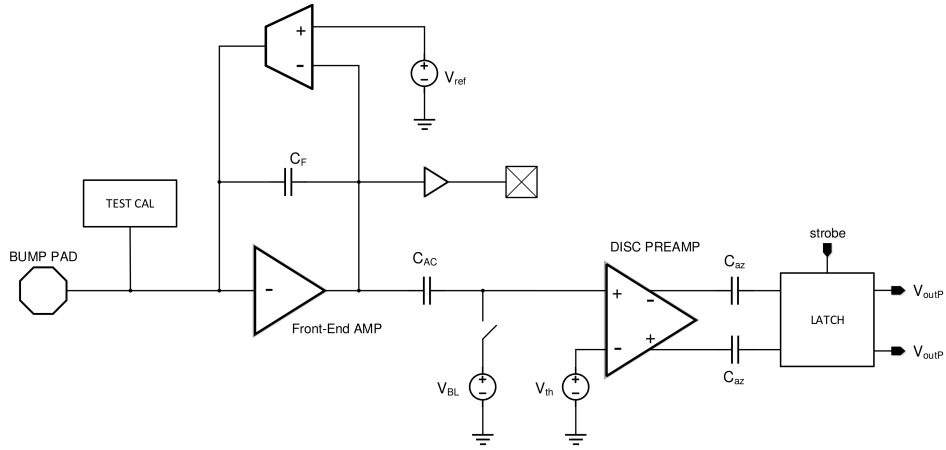 +
-
+
-
V_ref
C_F
TEST CAL
strobe
BUMP PAD
DISC PREAMP
C_AC
C_az
-
+
-
V_outP
LATCH
Front-End AMP
+
-
V_outP
C_az
V_BL
+
-
V_th
+
-